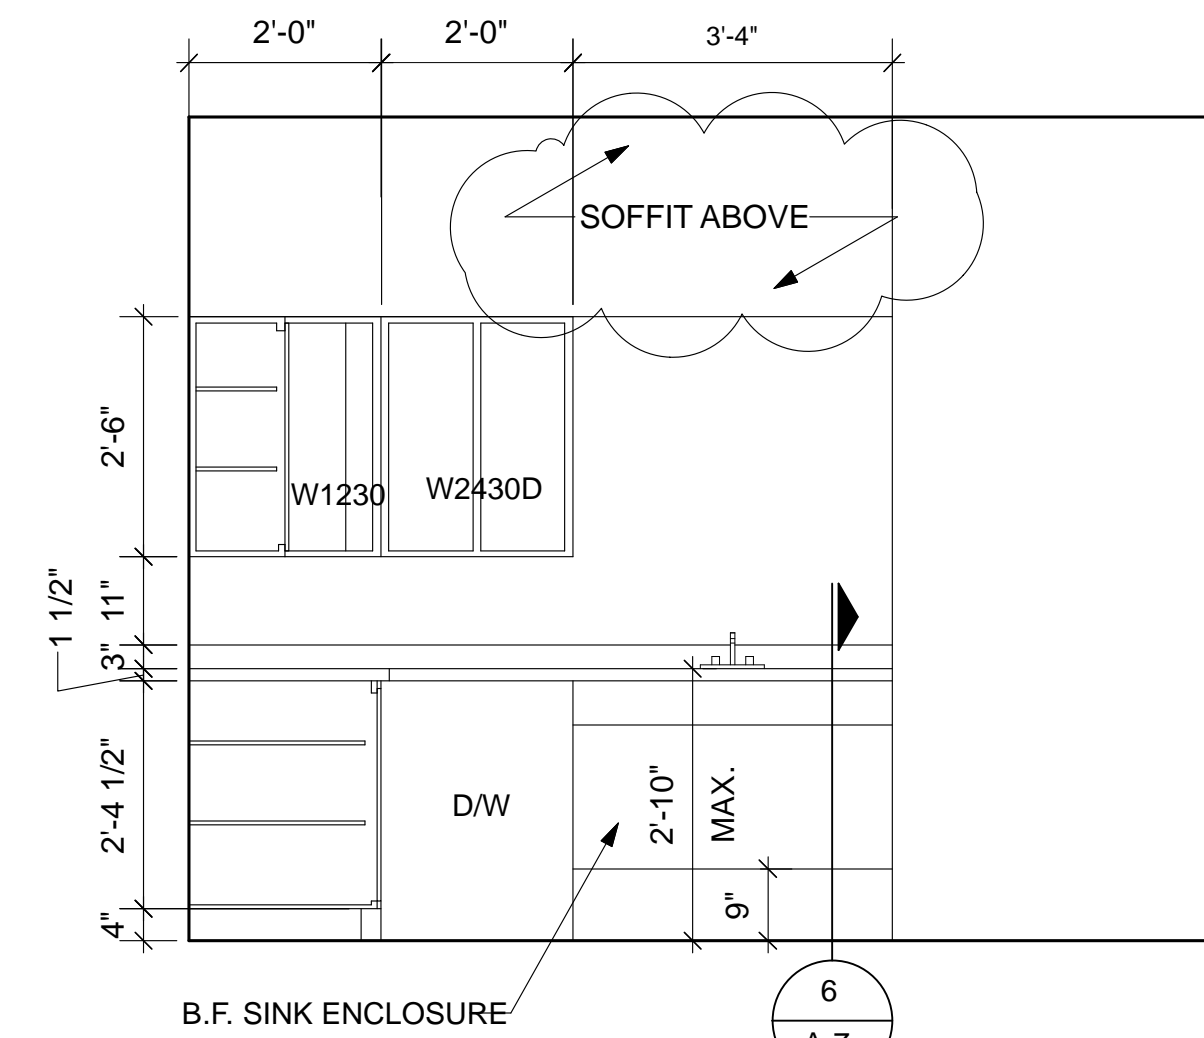 2'-0"
2'-0"
3'-4"
SOFFIT ABOVE
2'-6"
W1230
W2430D
1 1/2"
11"
3"
2'-4 1/2"
D/W
2'-10"
MAX.
9"
4"
B.F. SINK ENCLOSURE
6